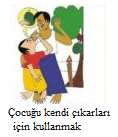 Çocuğu kendi çıkarları
için kullanmak